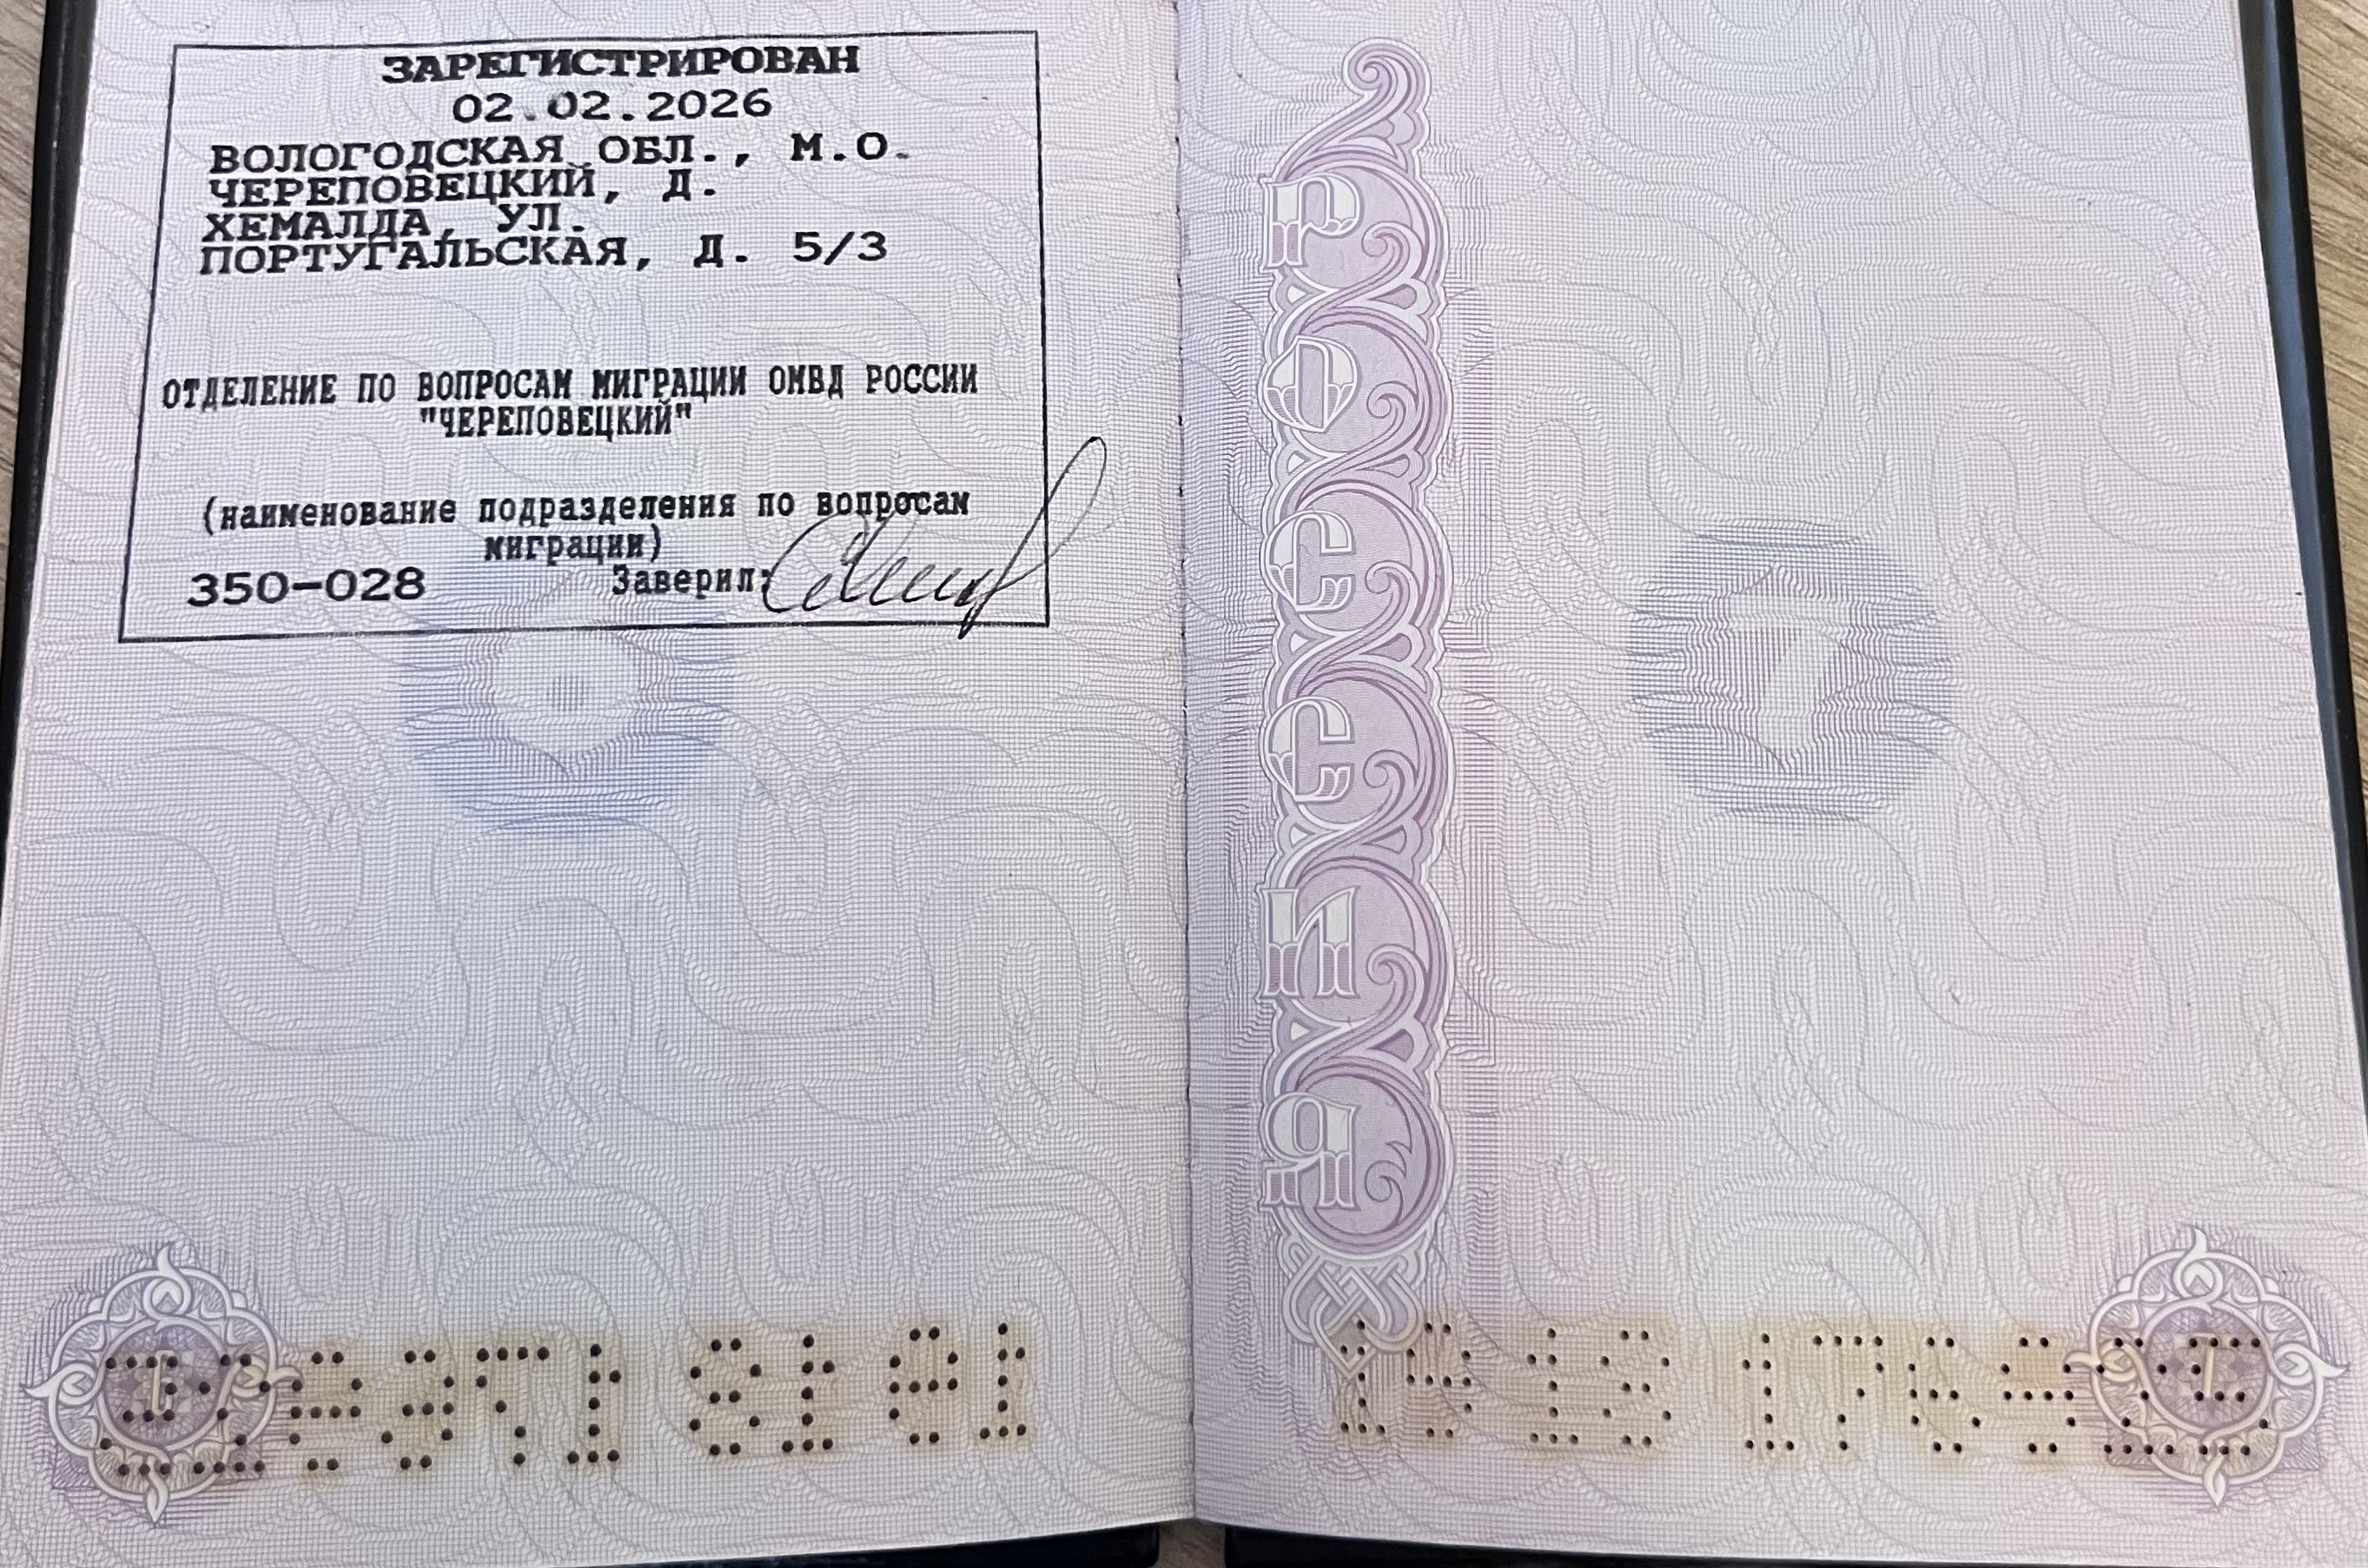 ЗАРЕГИСТРИРОВАН
02.02.2026
ВОЛОГОДСКАЯ ОБЛ., М.О.
ЧЕРЕПОВЕЦКИЙ, Д.
ХЕМАЛДА, УЛ.
ПОРТУГАЛЬСКАЯ, Д. 5/3
ОТДЕЛЕНИЕ ПО ВОПРОСАМ МИГРАЦИИ ОМВД РОССИИ
"ЧЕРЕПОВЕЦКИЙ"
(наименование подразделения по вопросам
миграции)
350-028 Заверил:
РОССИЯ